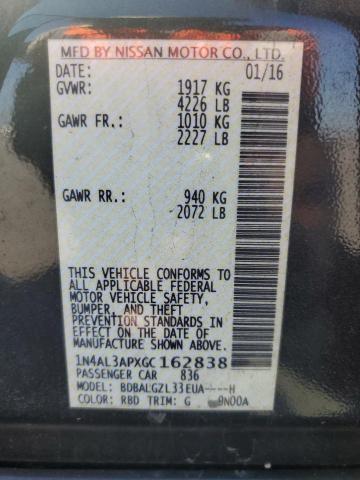 MFD BY NISSAN MOTOR CO., LTD.
DATE: 01/16
GVWR: 1917 KG
4226 LB
GAWR FR.: 1010 KG
2227 LB
GAWR RR.: 940 KG
2072 LB
THIS VEHICLE CONFORMS TO
ALL APPLICABLE FEDERAL
MOTOR VEHICLE SAFETY,
BUMPER, AND THEFT
PREVENTION STANDARDS
IN EFFECT ON THE DATE OF
MANUFACTURE SHOWN ABOVE.
1N4AL3APXGC162838
PASSENGER CAR 836
MODEL: BDBALGZL33EUA----H
COLOR: RBD TRIM: G